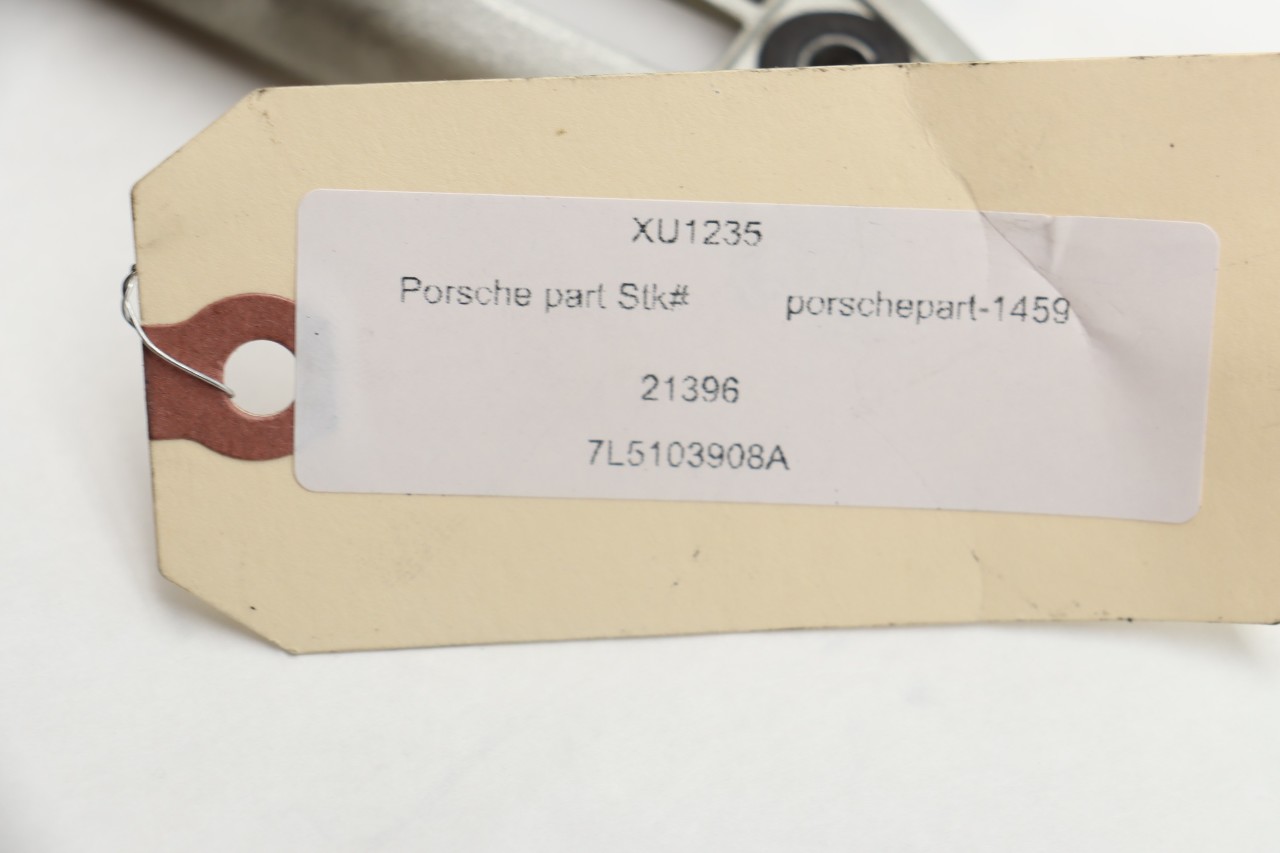 XU1235
Porsche part Stk# porschepart-1459
21396
7L5103908A